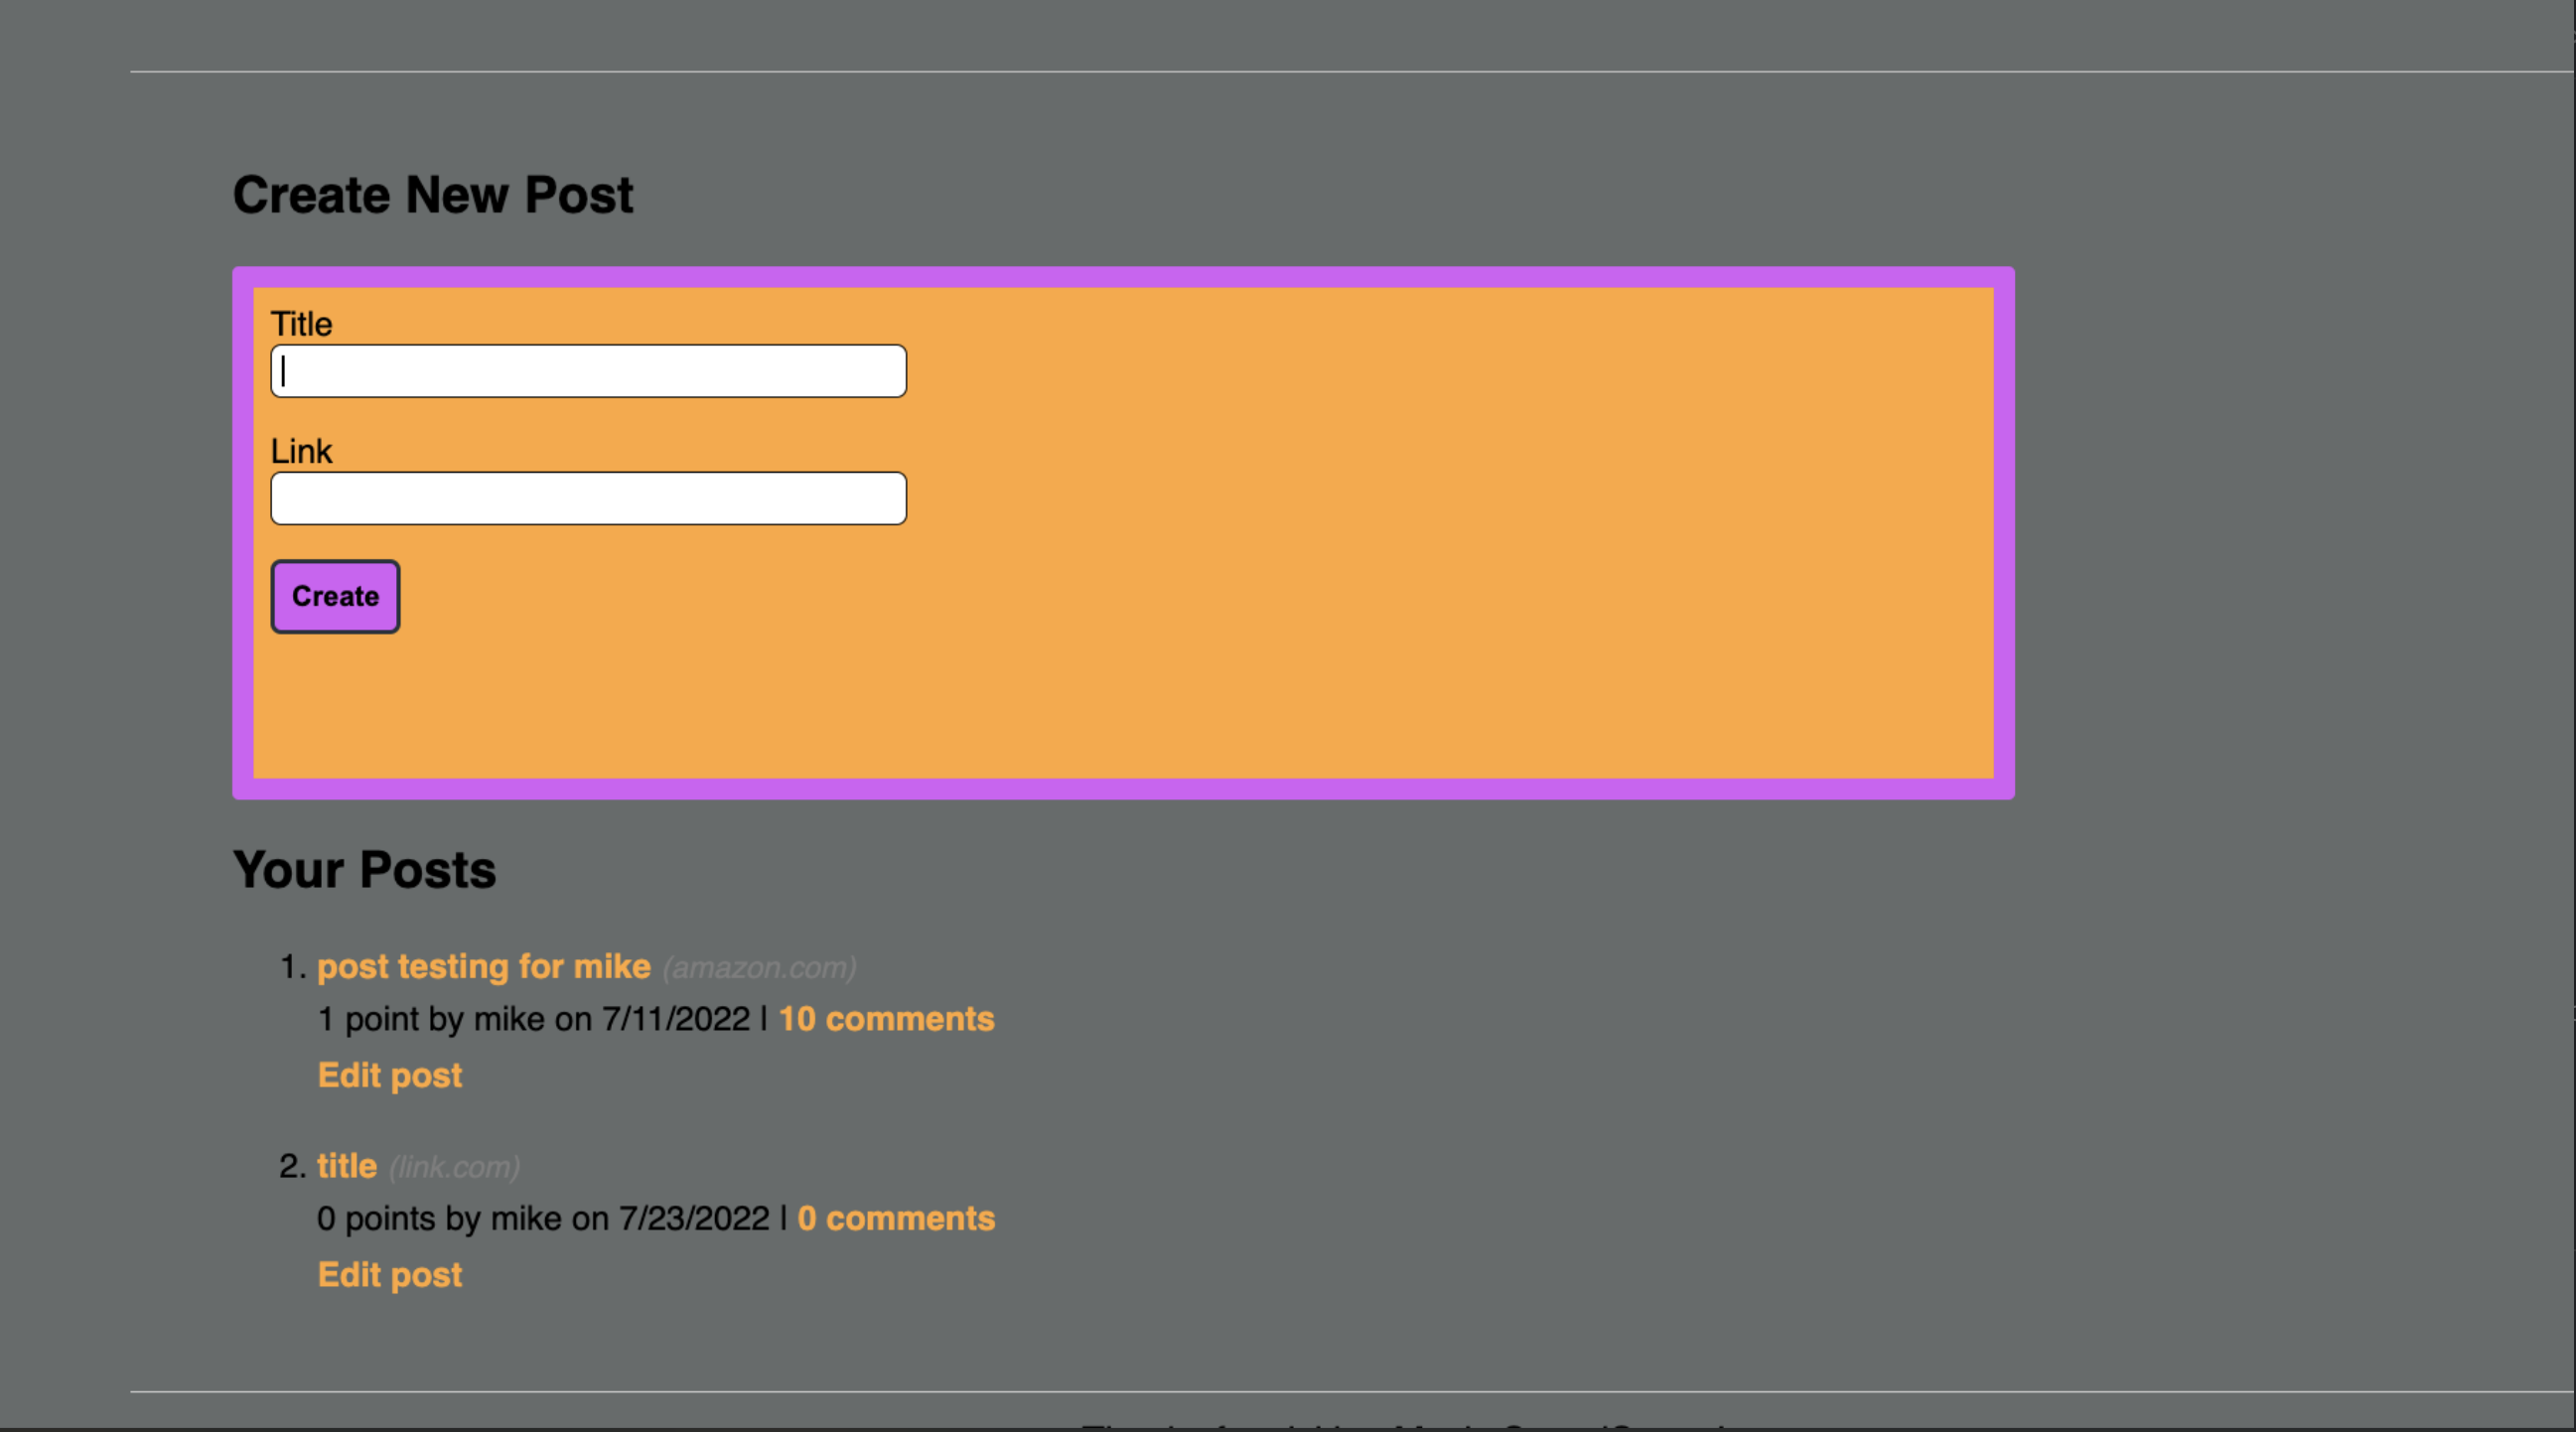 Create New Post
Title
Link
Create
Your Posts
1. post testing for mike (amazon.com)
1 point by mike on 7/11/2022 | 10 comments
Edit post
2. title (link.com)
0 points by mike on 7/23/2022 | 0 comments
Edit post